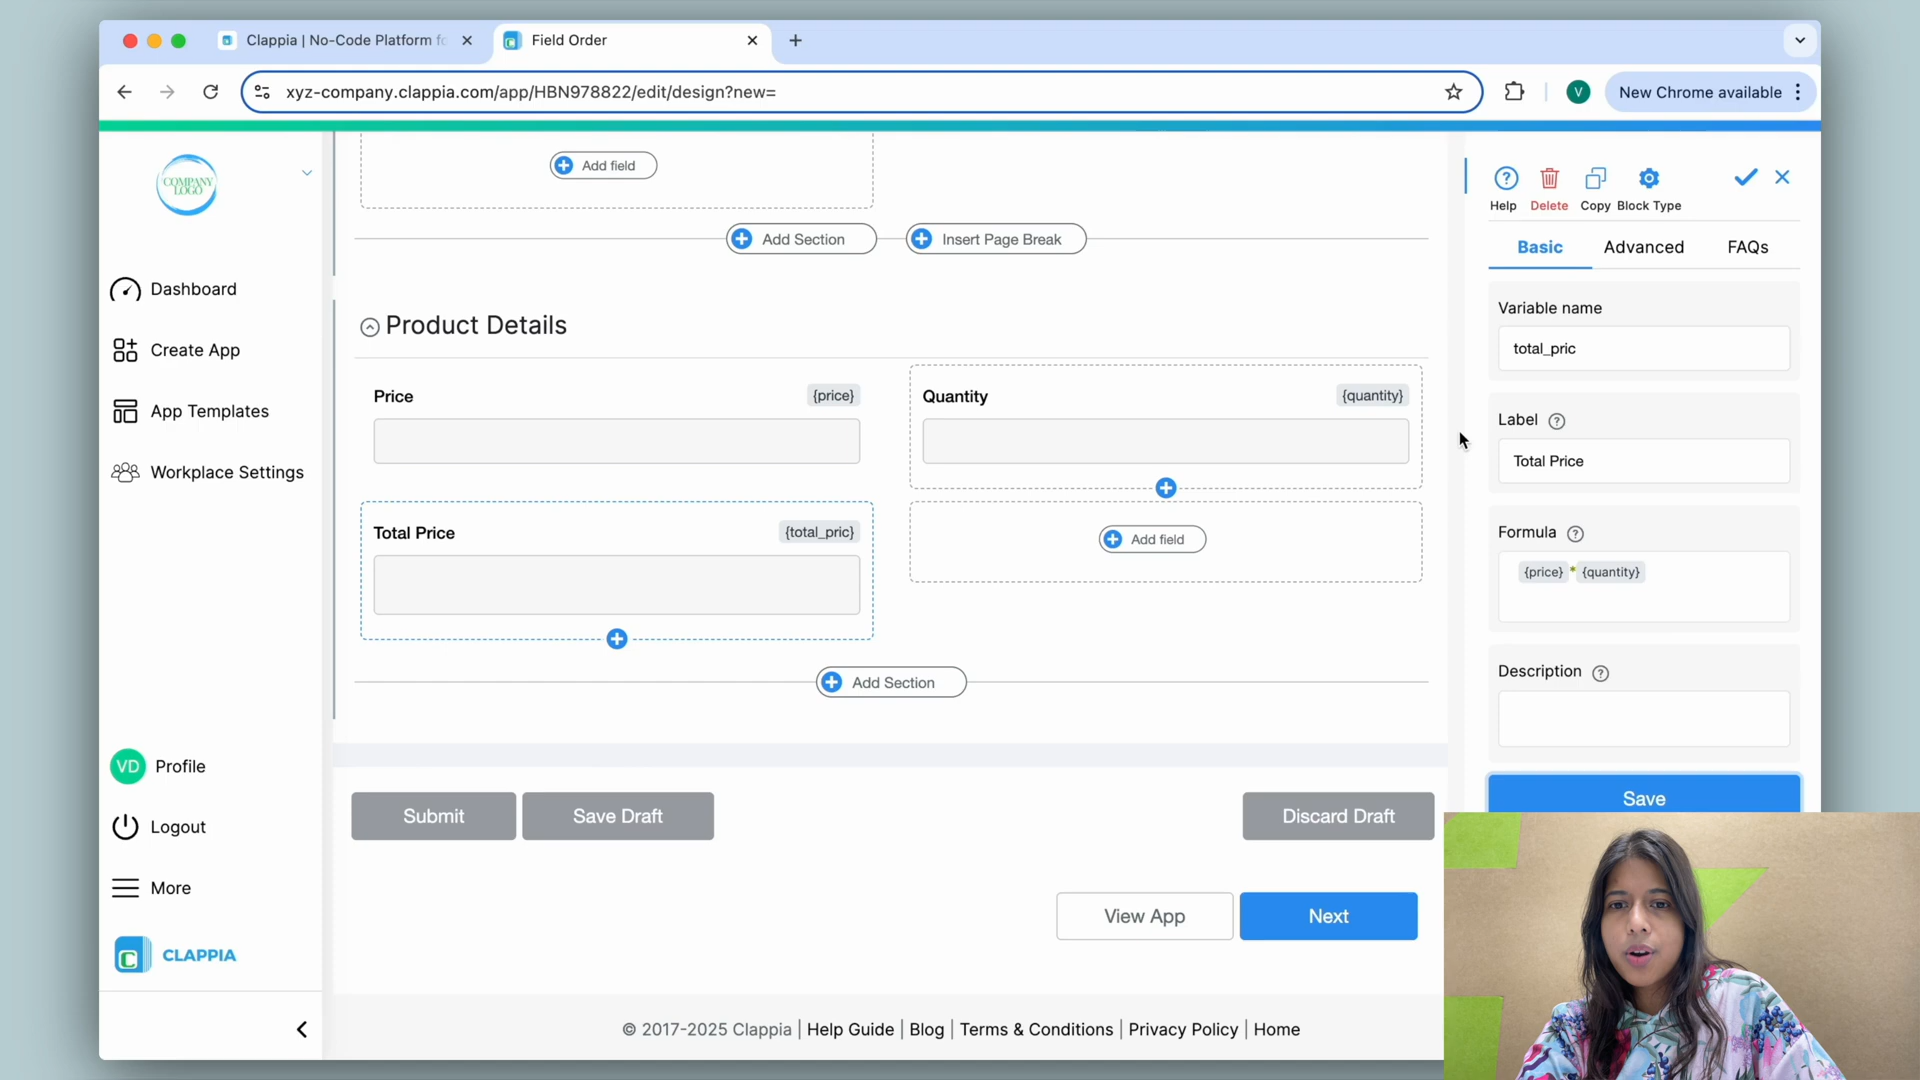 Clappia | No-Code Platform fo
Field Order
xyz-company.clappia.com/app/HBN978822/edit/design?new=
V
New Chrome available
COMPANY
LOGO
Dashboard
Create App
App Templates
Workplace Settings
VD Profile
Logout
More
CLAPPIA
Add field
Add Section
Insert Page Break
Product Details
Price
{price}
Quantity
{quantity}
Total Price
{total_pric}
Add field
Add Section
Submit
Save Draft
Discard Draft
View App
Next
© 2017-2025 Clappia | Help Guide | Blog | Terms & Conditions | Privacy Policy | Home
Help
Delete
Copy
Block Type
Basic
Advanced
FAQs
Variable name
total_pric
Label
Total Price
Formula
{price} * {quantity}
Description
Save